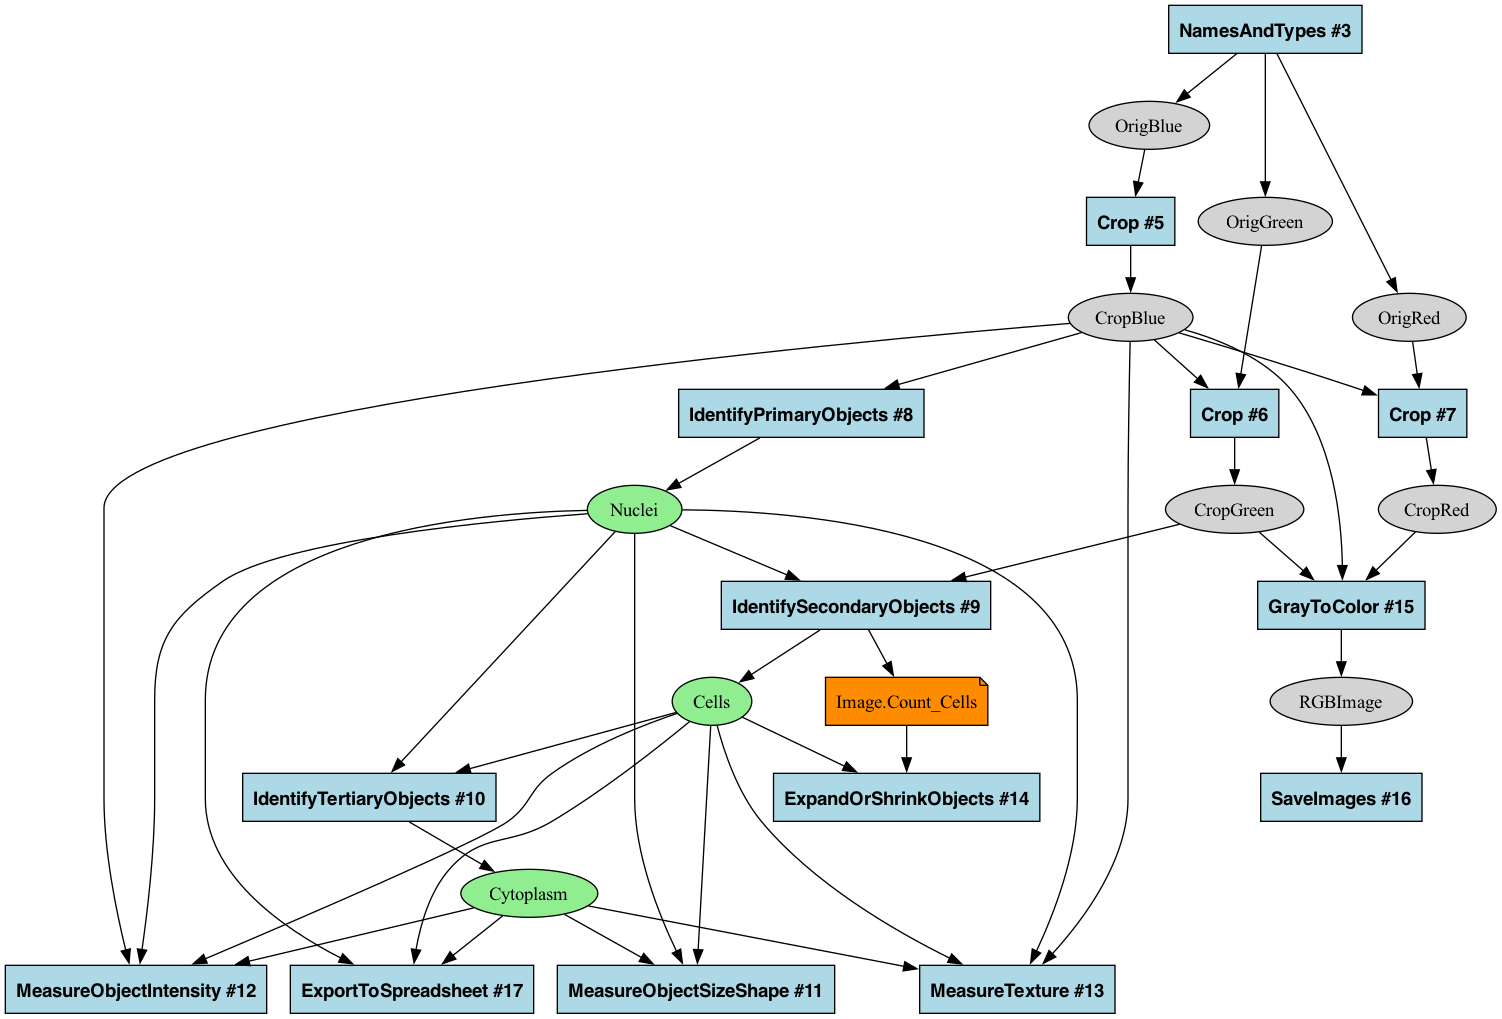 NamesAndTypes #3
OrigBlue
Crop #5
OrigGreen
CropBlue
OrigRed
IdentifyPrimaryObjects #8
Crop #6
Crop #7
Nuclei
CropGreen
CropRed
IdentifySecondaryObjects #9
GrayToColor #15
Cells
Image.Count_Cells
RGBImage
IdentifyTertiaryObjects #10
ExpandOrShrinkObjects #14
SaveImages #16
Cytoplasm
MeasureObjectIntensity #12
ExportToSpreadsheet #17
MeasureObjectSizeShape #11
MeasureTexture #13